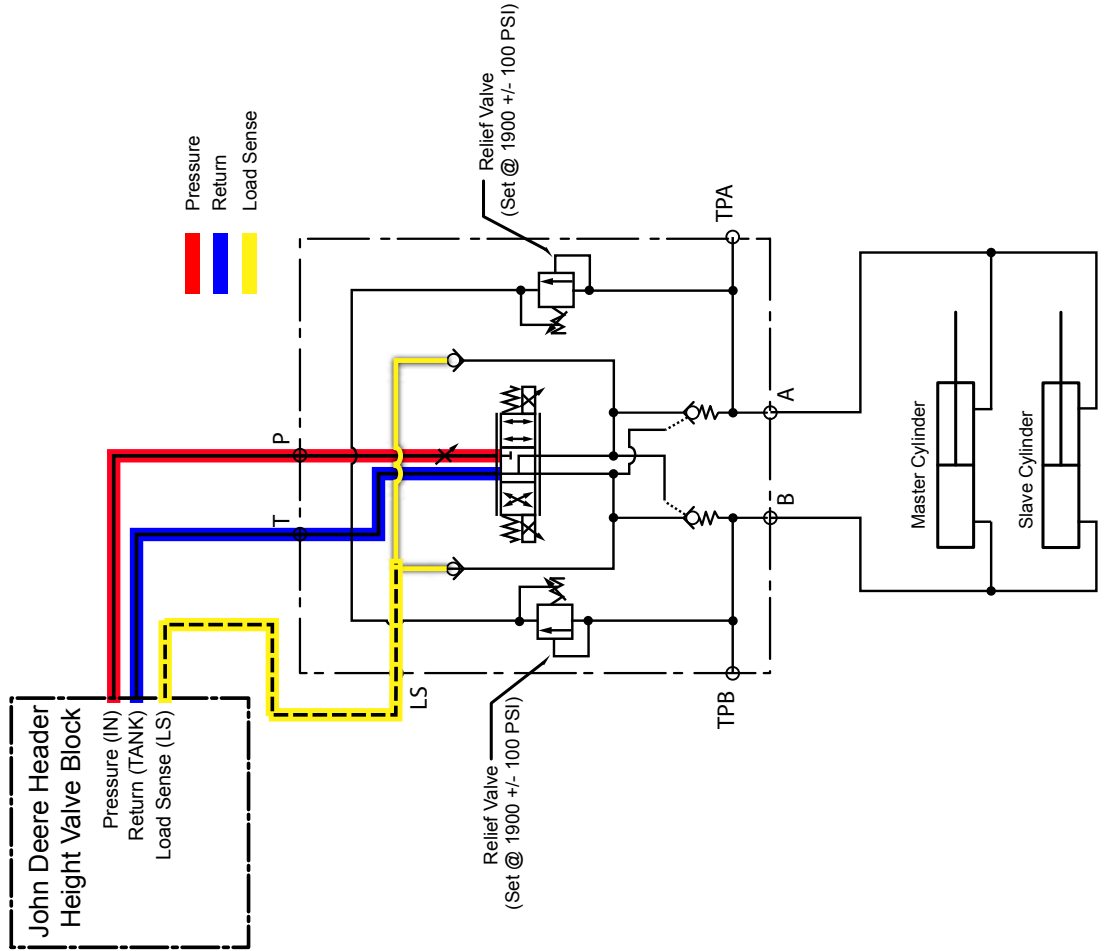 John Deere Header
Height Valve Block
Pressure (IN)
Return (TANK)
Load Sense (LS)
Pressure
Return
Load Sense
P
T
LS
Relief Valve
(Set @ 1900 +/- 100 PSI)
Relief Valve
(Set @ 1900 +/- 100 PSI)
TPA
TPB
A
B
Master Cylinder
Slave Cylinder